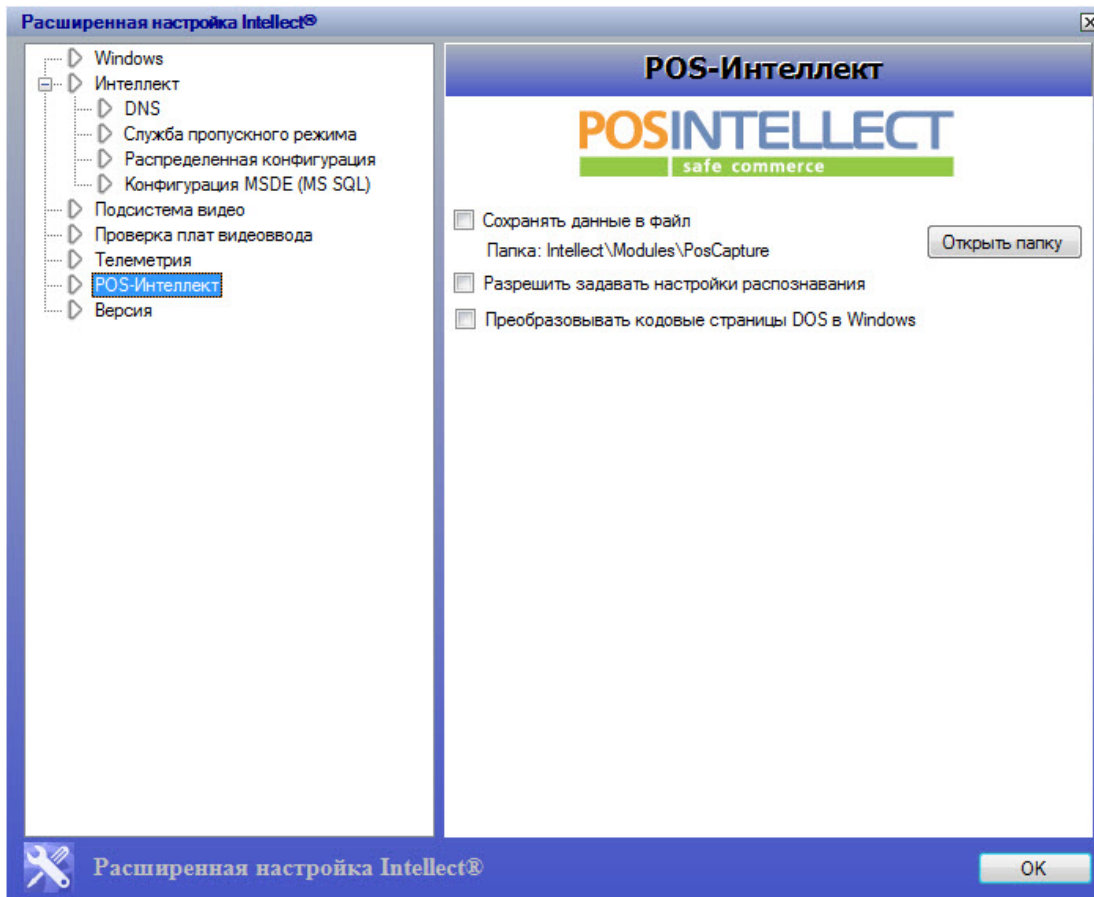 Расширенная настройка Intellect®
Windows
Интеллект
DNS
Служба пропускного режима
Распределенная конфигурация
Конфигурация MSDE (MS SQL)
Подсистема видео
Проверка плат видеоввода
Телеметрия
POS-Интеллект
Версия
POS-Интеллект
POSINTELLECT
safe commerce
Сохранять данные в файл
Папка: Intellect\Modules\PosCapture
Открыть папку
Разрешить задавать настройки распознавания
Преобразовывать кодовые страницы DOS в Windows
Расширенная настройка Intellect®
OK